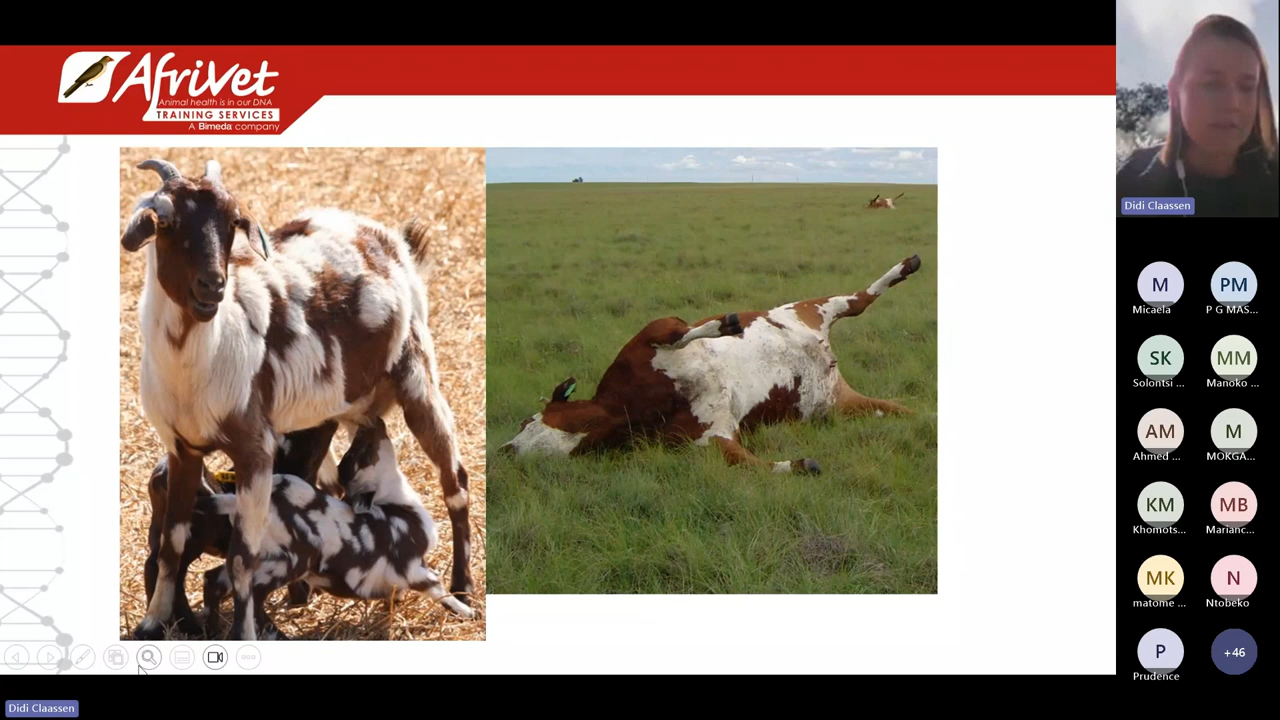 Afrivet
Animal health is in our DNA
TRAINING SERVICES
A Bimeda company
Didi Claassen
M
PM
Micaela
P G MAS...
SK
MM
Solontsi ...
Manoko ...
AM
M
Ahmed ...
MOKGA...
KM
MB
Khomots...
Marianc...
MK
N
matome ...
Ntobeko
P
+46
Prudence
Didi Claassen